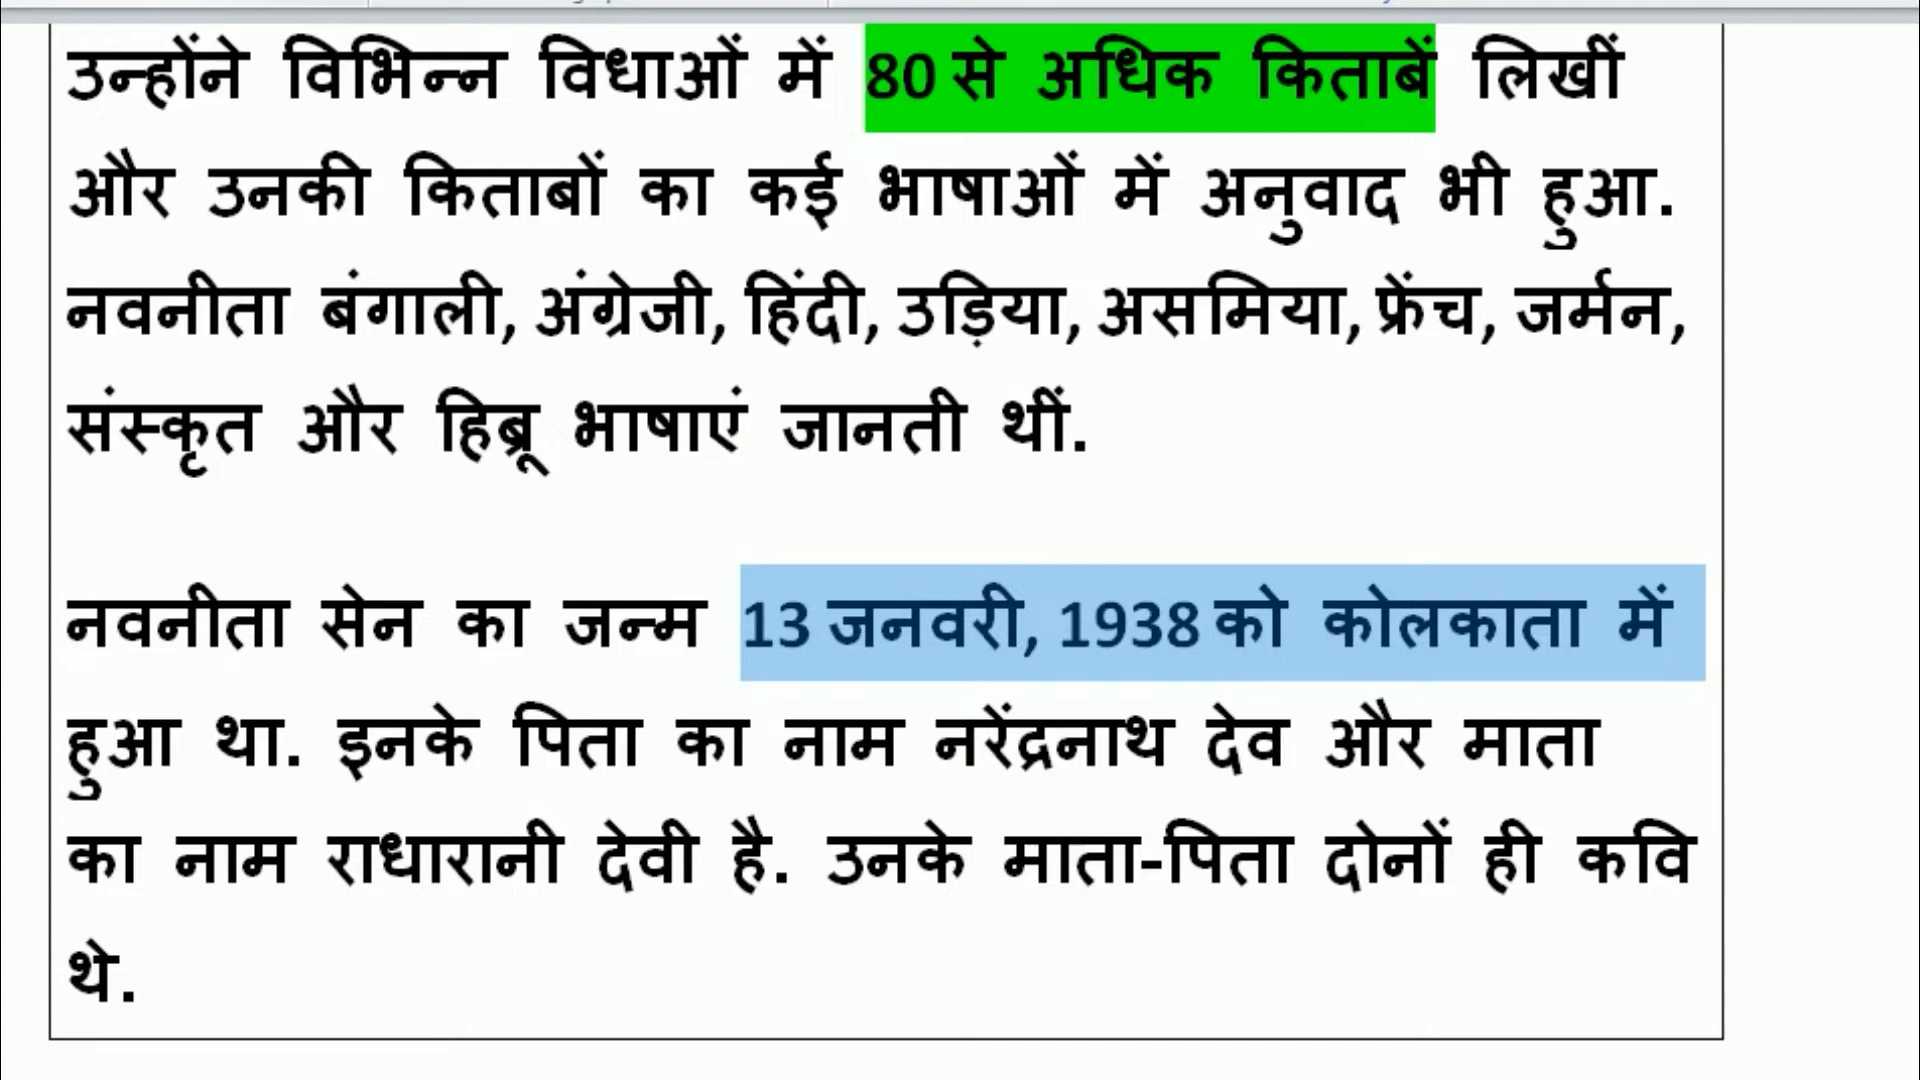 उन्होंने विभिन्न विधाओं में 80 से अधिक किताबें लिखीं
और उनकी किताबों का कई भाषाओं में अनुवाद भी हुआ.
नवनीता बंगाली, अंग्रेजी, हिंदी, उड़िया, असमिया, फ्रेंच, जर्मन,
संस्कृत और हिब्रू भाषाएं जानती थीं.
नवनीता सेन का जन्म 13 जनवरी, 1938 को कोलकाता में
हुआ था. इनके पिता का नाम नरेंद्रनाथ देव और माता
का नाम राधारानी देवी है. उनके माता-पिता दोनों ही कवि
थे.